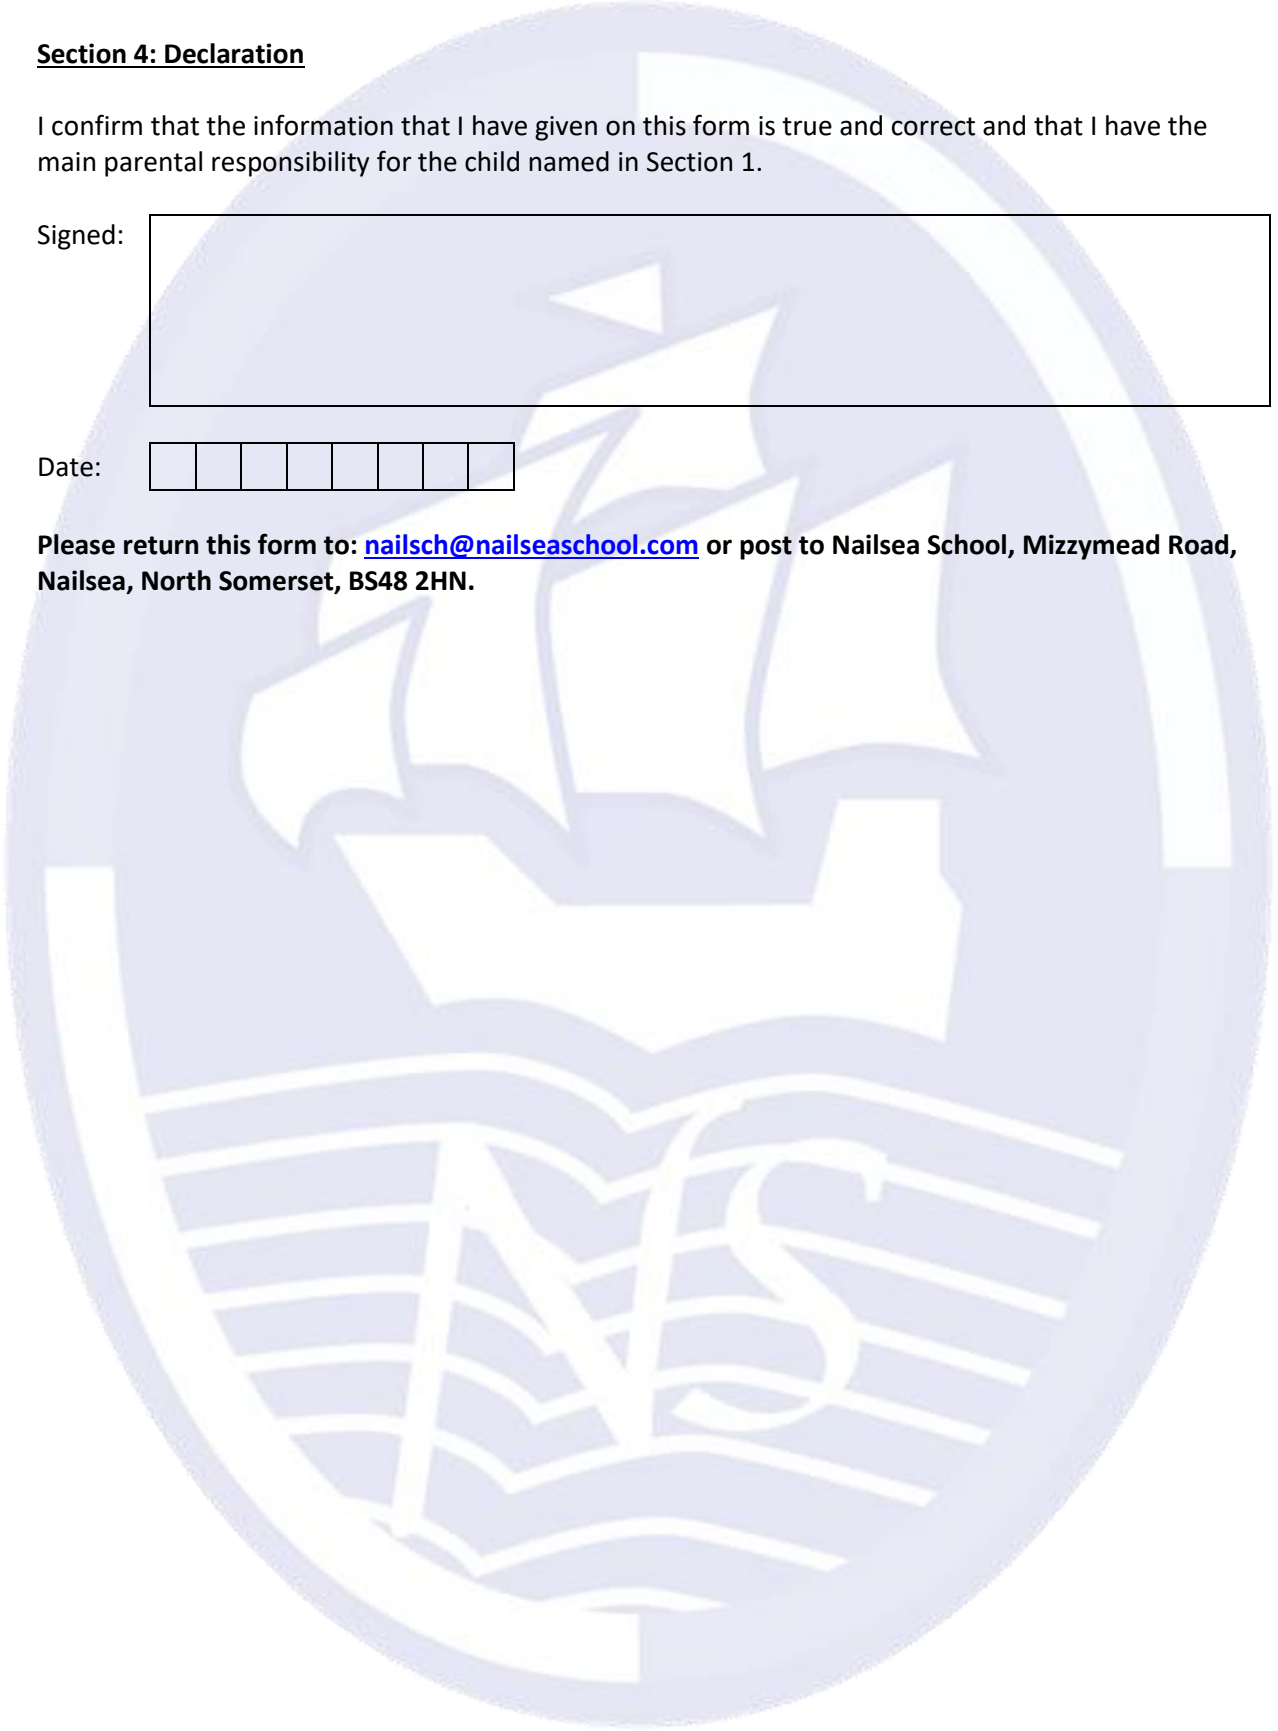 Section 4: Declaration
I confirm that the information that I have given on this form is true and correct and that I have the
main parental responsibility for the child named in Section 1.
Signed:
Date:
Please return this form to: nailsch@nailseaschool.com or post to Nailsea School, Mizzymead Road,
Nailsea, North Somerset, BS48 2HN.
NS